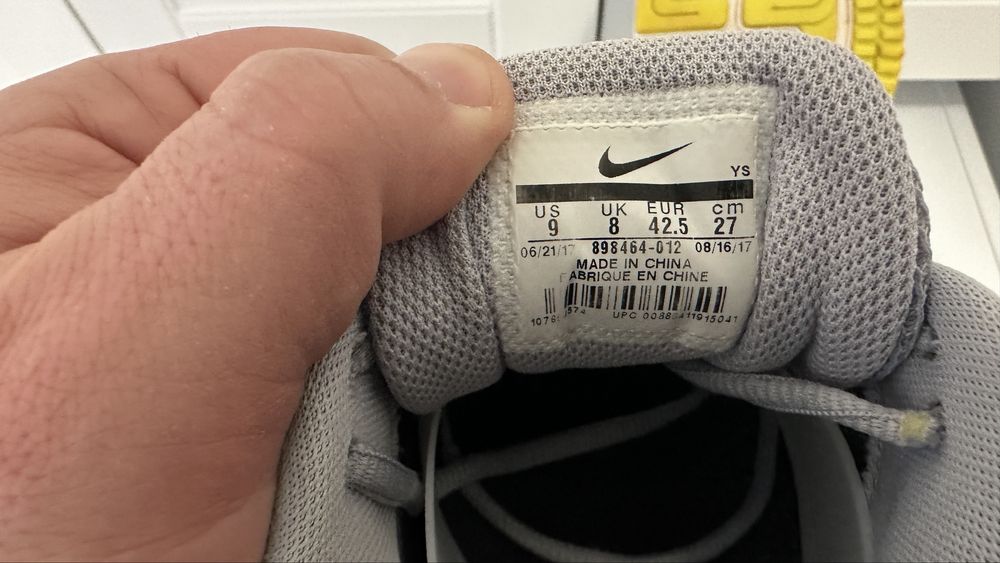 YS
US UK EUR cm
9 8 42.5 27
06/21/17 898464-012 08/16/17
MADE IN CHINA
FABRIQUE EN CHINE
UPC